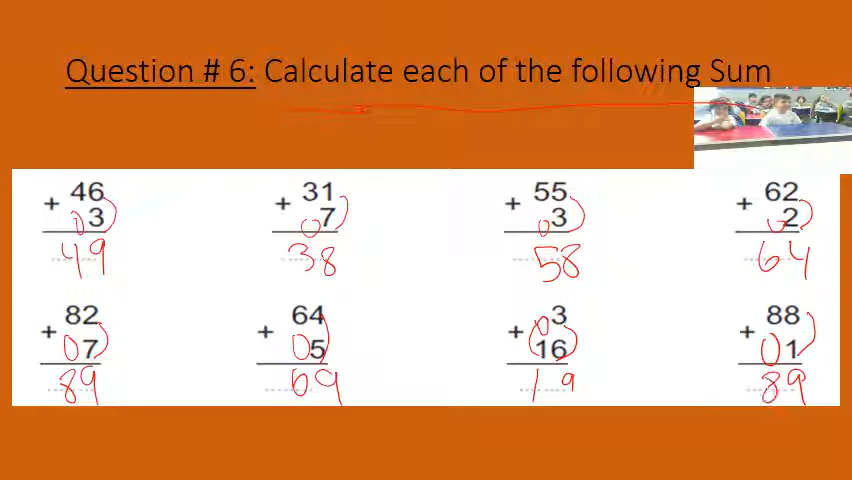 Question # 6: Calculate each of the following Sum
46 31 55 62
+ + + +
03 07 03 02
49 38 58 64
82 64 03 88
+ + + +
07 05 16 01
89 69 19 89